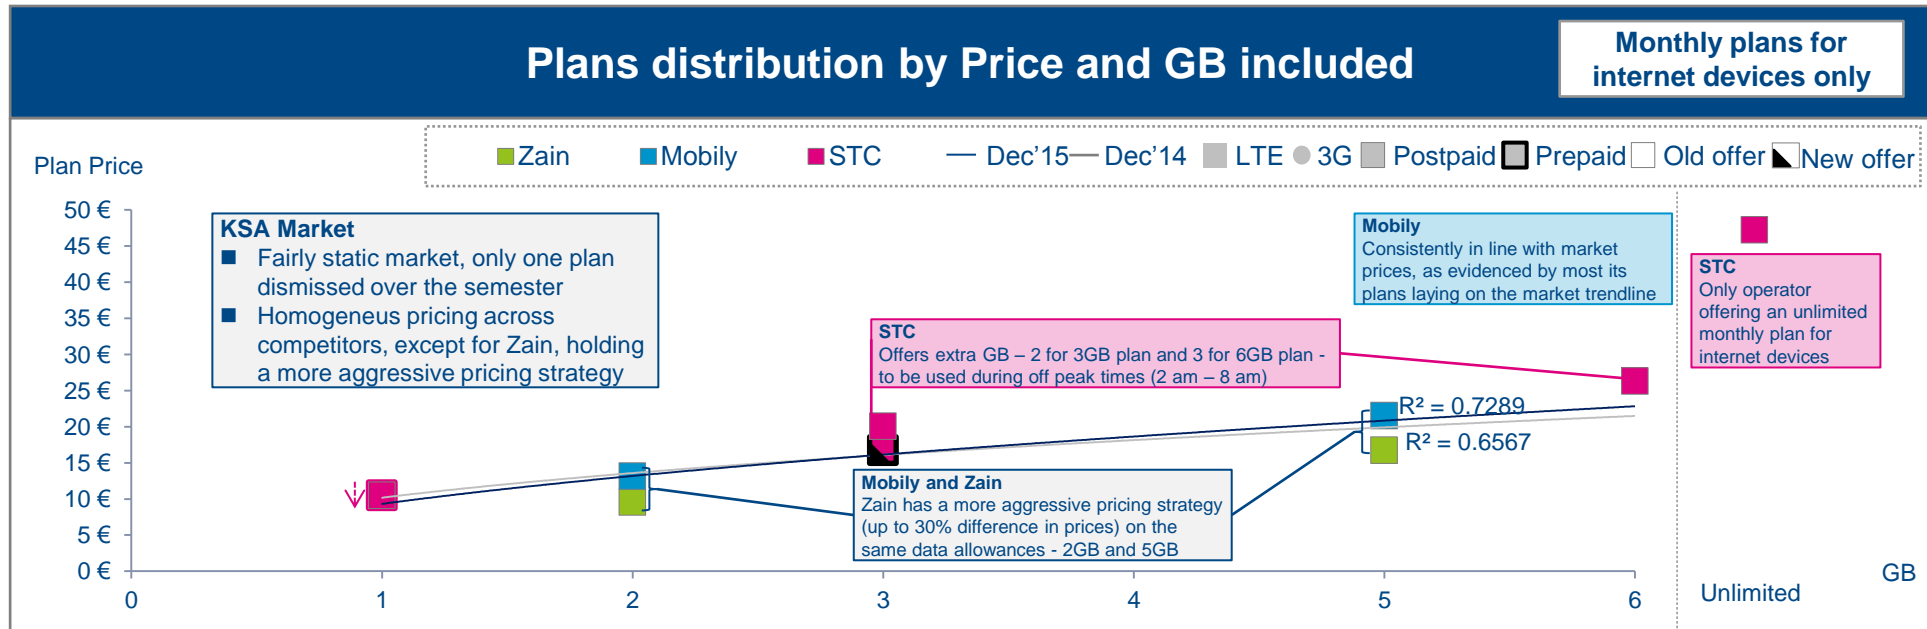 Plans distribution by Price and GB included
Monthly plans for
internet devices only
Zain
Mobily
STC
Dec'15
Dec'14
LTE
3G
Postpaid
Prepaid
Old offer
New offer
Plan Price
50 €
45 €
40 €
35 €
30 €
25 €
20 €
15 €
10 €
5 €
0 €
KSA Market
Fairly static market, only one plan
dismissed over the semester
Homogeneus pricing across
competitors, except for Zain, holding
a more aggressive pricing strategy
STC
Offers extra GB – 2 for 3GB plan and 3 for 6GB plan -
to be used during off peak times (2 am – 8 am)
Mobily
Consistently in line with market
prices, as evidenced by most its
plans laying on the market trendline
STC
Only operator
offering an unlimited
monthly plan for
internet devices
R² = 0.7289
R² = 0.6567
Mobily and Zain
Zain has a more aggressive pricing strategy
(up to 30% difference in prices) on the
same data allowances - 2GB and 5GB
0
1
2
3
4
5
6
Unlimited
GB